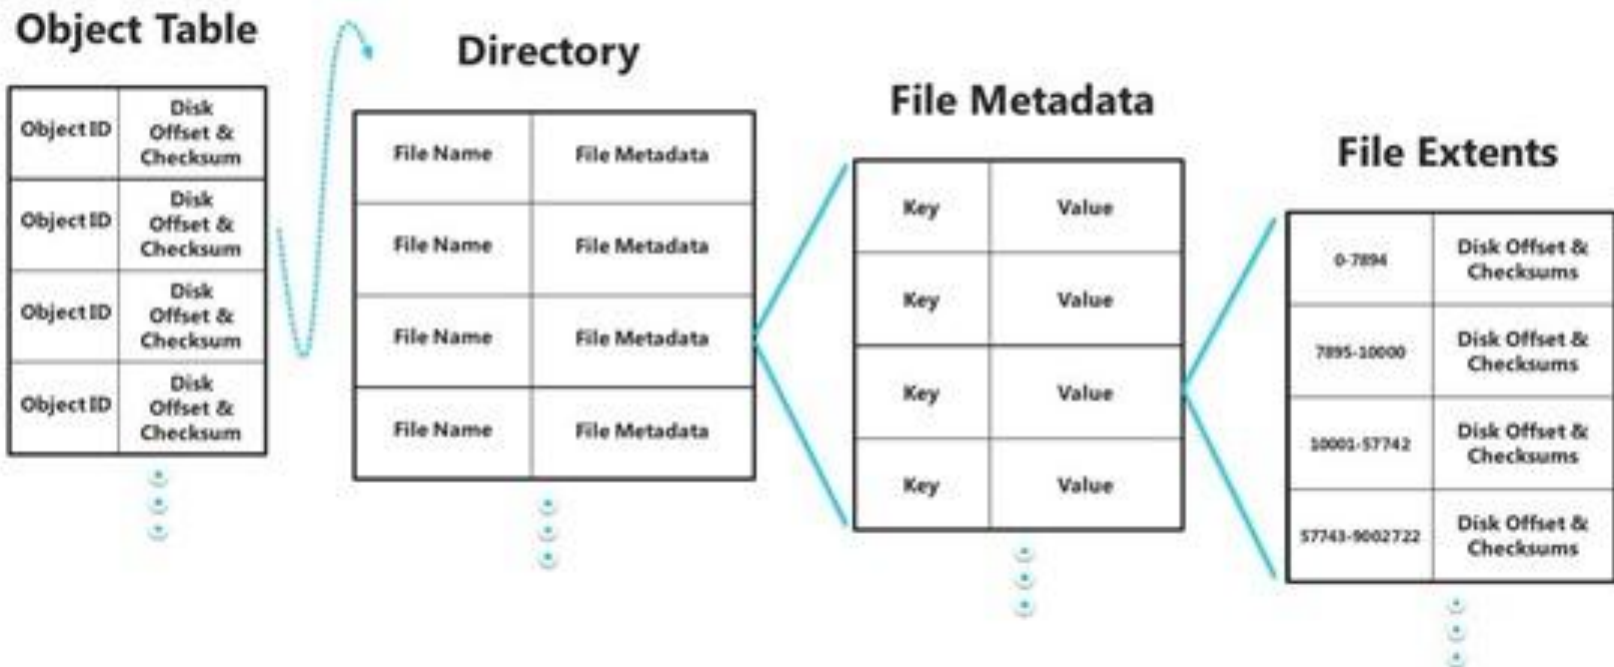 Object Table
Object ID
Disk
Offset &
Checksum
Object ID
Disk
Offset &
Checksum
Object ID
Disk
Offset &
Checksum
Object ID
Disk
Offset &
Checksum
Directory
File Name
File Metadata
File Name
File Metadata
File Name
File Metadata
File Name
File Metadata
File Metadata
Key
Value
Key
Value
Key
Value
Key
Value
File Extents
0-7894
Disk Offset &
Checksums
7895-10000
Disk Offset &
Checksums
10001-57742
Disk Offset &
Checksums
57743-9002722
Disk Offset &
Checksums